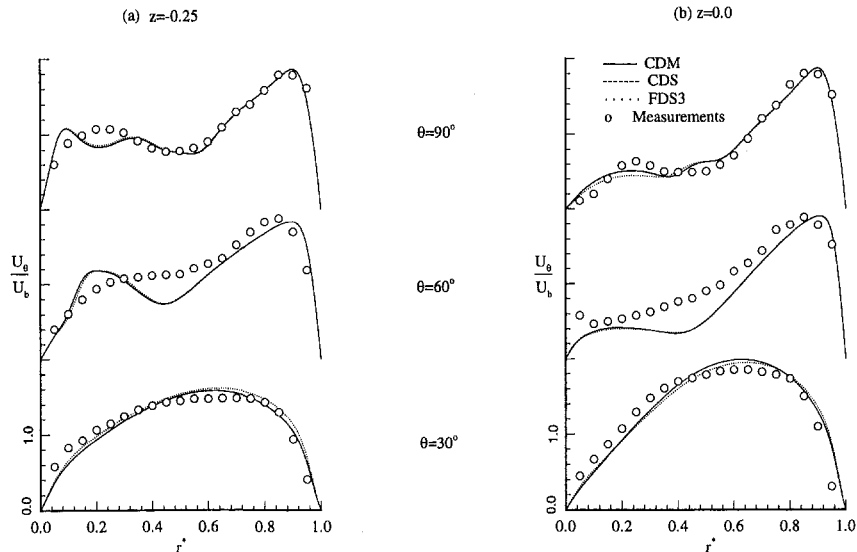 (a) z=-0.25
(b) z=0.0
CDM
CDS
FDS3
o Measurements
θ=90°
U_θ
U_b
θ=60°
U_θ
U_b
1.0
1.0
θ=30°
0.0
0.0
0.0 0.2 0.4 0.6 0.8 1.0
0.0 0.2 0.4 0.6 0.8 1.0
r*
r*